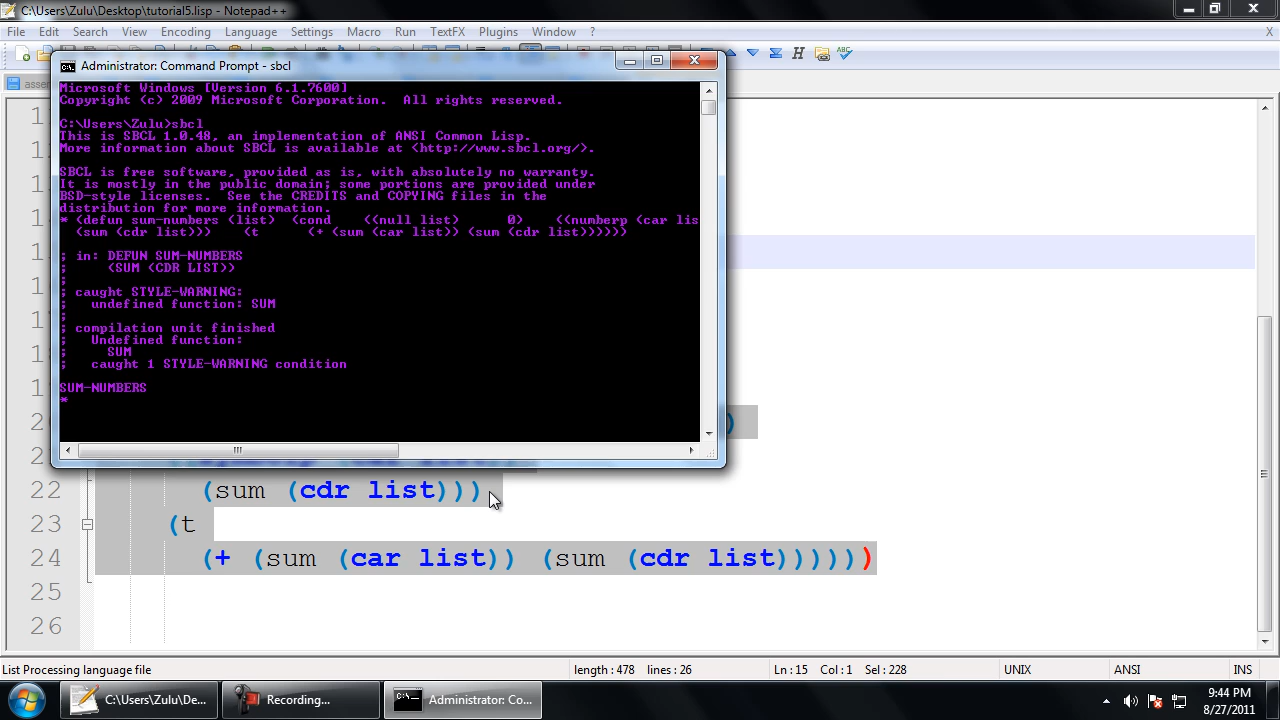 C:\Users\Zulu\Desktop\tutorial5.lisp - Notepad++
File Edit Search View Encoding Language Settings Macro Run TextFX Plugins Window ? X
Administrator: Command Prompt - sbcl
Microsoft Windows [Version 6.1.7600]
Copyright (c) 2009 Microsoft Corporation.  All rights reserved.
C:\Users\Zulu>sbcl
This is SBCL 1.0.48, an implementation of ANSI Common Lisp.
More information about SBCL is available at <http://www.sbcl.org/>.
SBCL is free software, provided as is, with absolutely no warranty.
It is mostly in the public domain; some portions are provided under
BSD-style licenses.  See the CREDITS and COPYING files in the
distribution for more information.
* (defun sum-numbers (list)  (cond    ((null list)      0)    ((numberp (car lis
(sum (cdr list)))    (t      (+ (sum (car list)) (sum (cdr list))))))
; in: DEFUN SUM-NUMBERS
;     (SUM (CDR LIST))
;
; caught STYLE-WARNING:
;   undefined function: SUM
;
; compilation unit finished
;   Undefined function:
;     SUM
;   caught 1 STYLE-WARNING condition
SUM-NUMBERS
*
22 (sum (cdr list)))
23 (t
24 (+ (sum (car list)) (sum (cdr list))))))
25
26
List Processing language file length : 478 lines : 26 Ln : 15 Col : 1 Sel : 228 UNIX ANSI INS
C:\Users\Zulu\De... Recording... Administrator: Co... 9:44 PM
8/27/2011